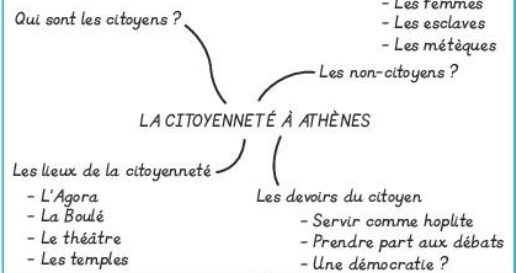 Qui sont les citoyens ?
- Les femmes
- Les esclaves
- Les métèques
Les non-citoyens ?
LA CITOYENNETÉ À ATHÈNES
Les lieux de la citoyenneté
- L'Agora
- La Boulé
- Le théâtre
- Les temples
Les devoirs du citoyen
- Servir comme hoplite
- Prendre part aux débats
- Une démocratie ?